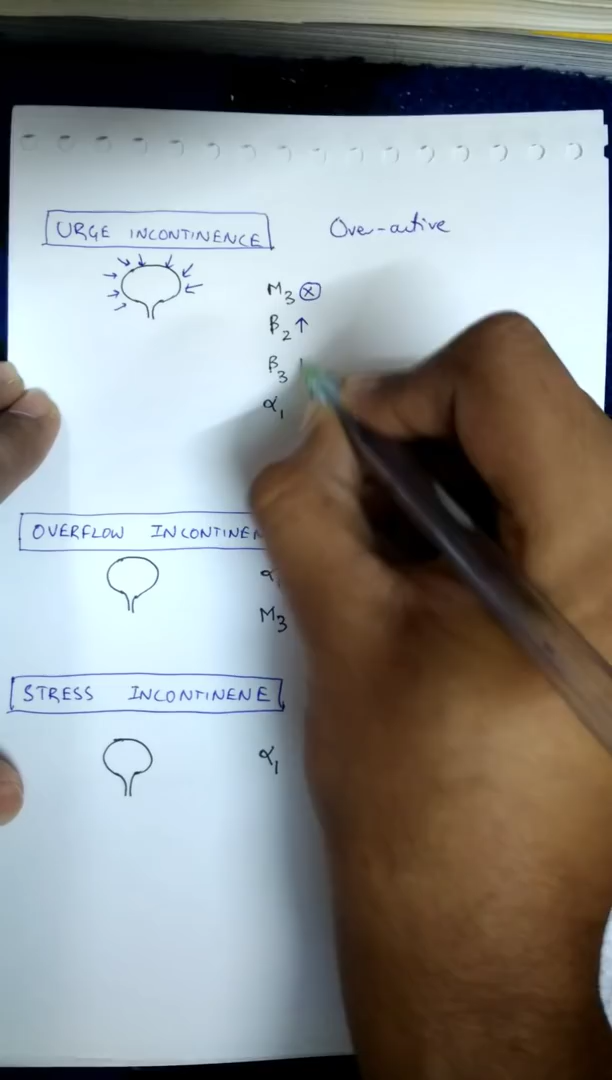 URGE INCONTINENCE Over-active
M₃ ⓧ
β₂ ↑
β₃
α₁
OVERFLOW INCONTINEN
α
M₃
STRESS INCONTINENE
α₁